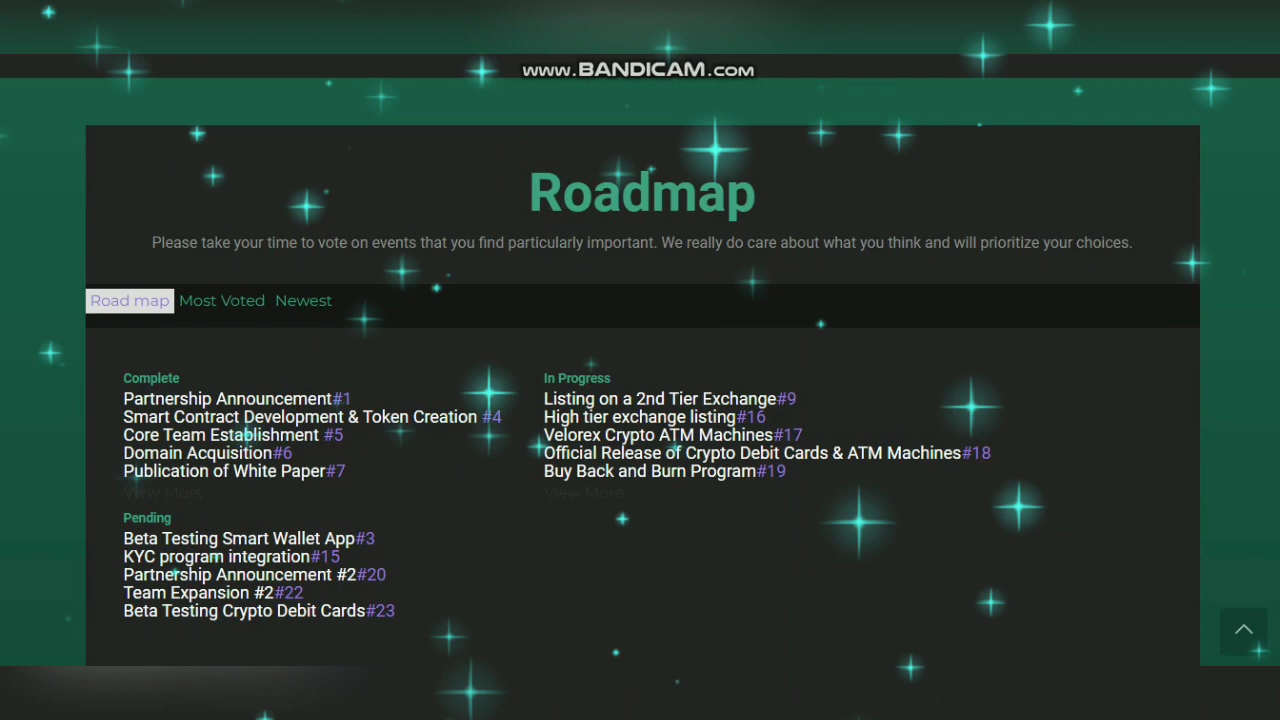 www.BANDICAM.com
Roadmap
Please take your time to vote on events that you find particularly important. We really do care about what you think and will prioritize your choices.
Road map Most Voted Newest
Complete
Partnership Announcement#1
Smart Contract Development & Token Creation #4
Core Team Establishment #5
Domain Acquisition#6
Publication of White Paper#7
View More
In Progress
Listing on a 2nd Tier Exchange#9
High tier exchange listing#16
Velorex Crypto ATM Machines#17
Official Release of Crypto Debit Cards & ATM Machines#18
Buy Back and Burn Program#19
View More
Pending
Beta Testing Smart Wallet App#3
KYC program integration#15
Partnership Announcement #2#20
Team Expansion #2#22
Beta Testing Crypto Debit Cards#23